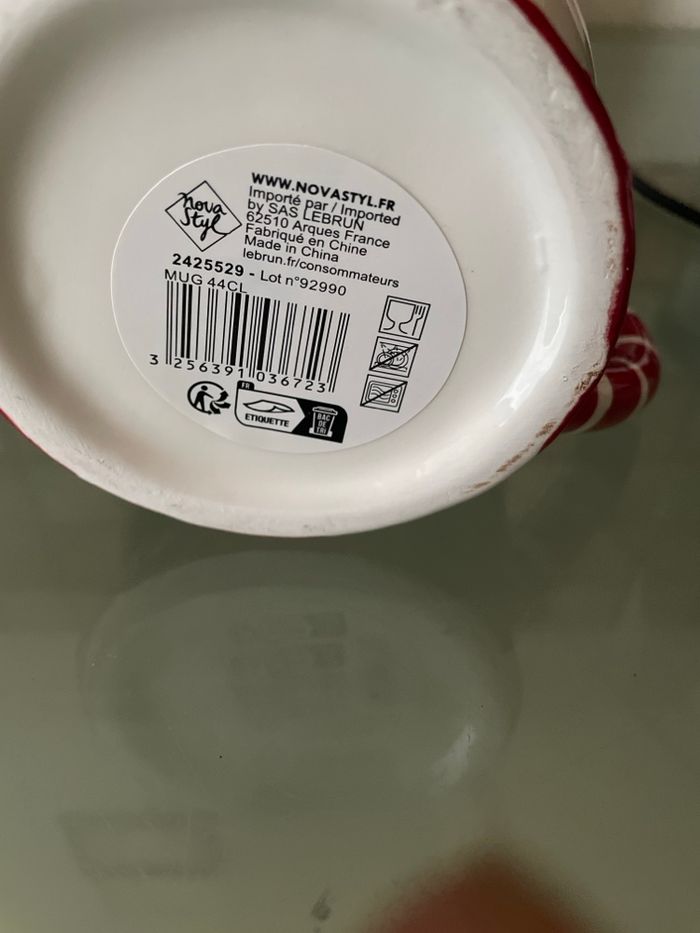 nova
styl
WWW.NOVASTYL.FR
Importé par / Imported
by SAS LEBRUN
62510 Arques France
Fabriqué en Chine
Made in China
lebrun.fr/consommateurs
2425529 - Lot n°92990
MUG 44CL
3 256391 036723
FR
ETIQUETTE
BAC
DE
TRI